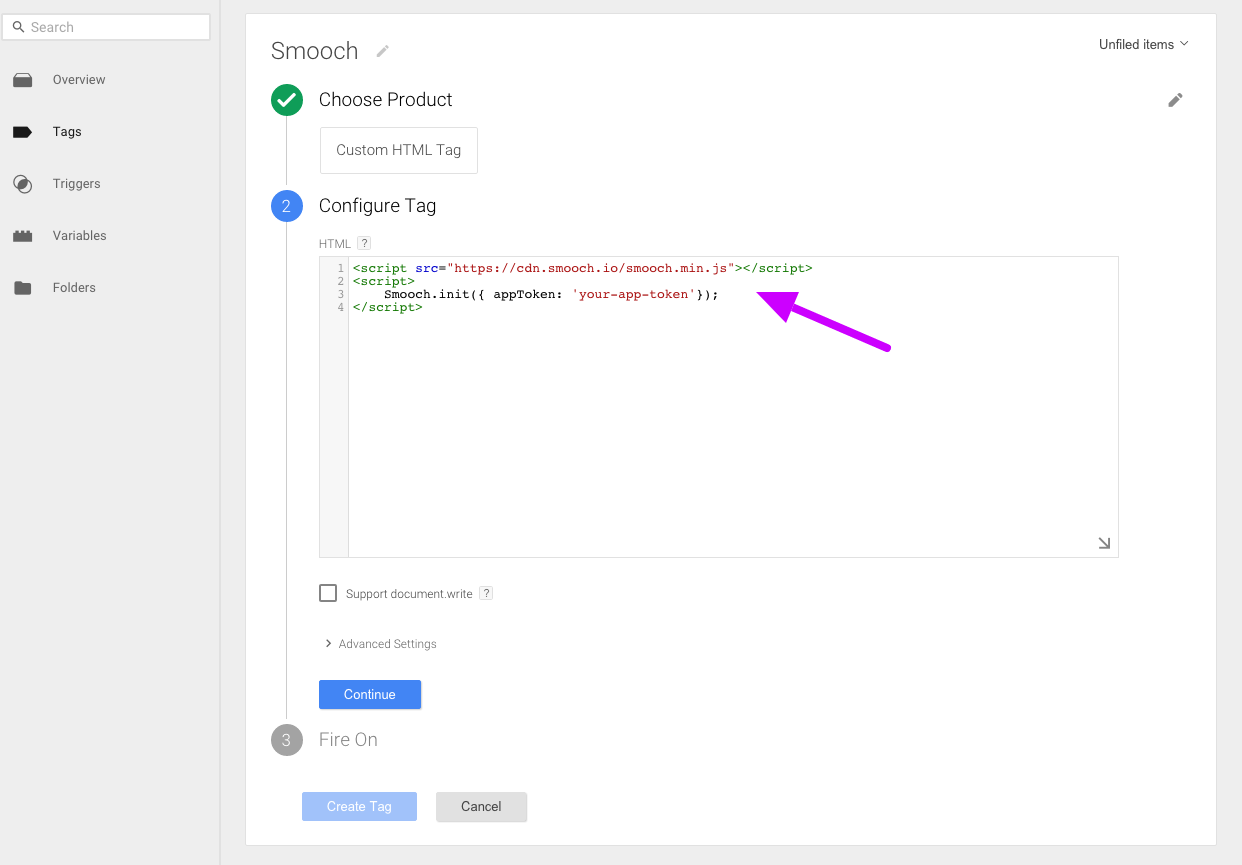 Search
Overview
Tags
Triggers
Variables
Folders
Smooch
Unfiled items
Choose Product
Custom HTML Tag
2 Configure Tag
HTML ?
1 <script src="https://cdn.smooch.io/smooch.min.js"></script>
2 <script>
3     Smooch.init({ appToken: 'your-app-token'});
4 </script>
Support document.write ?
Advanced Settings
Continue
3 Fire On
Create Tag Cancel